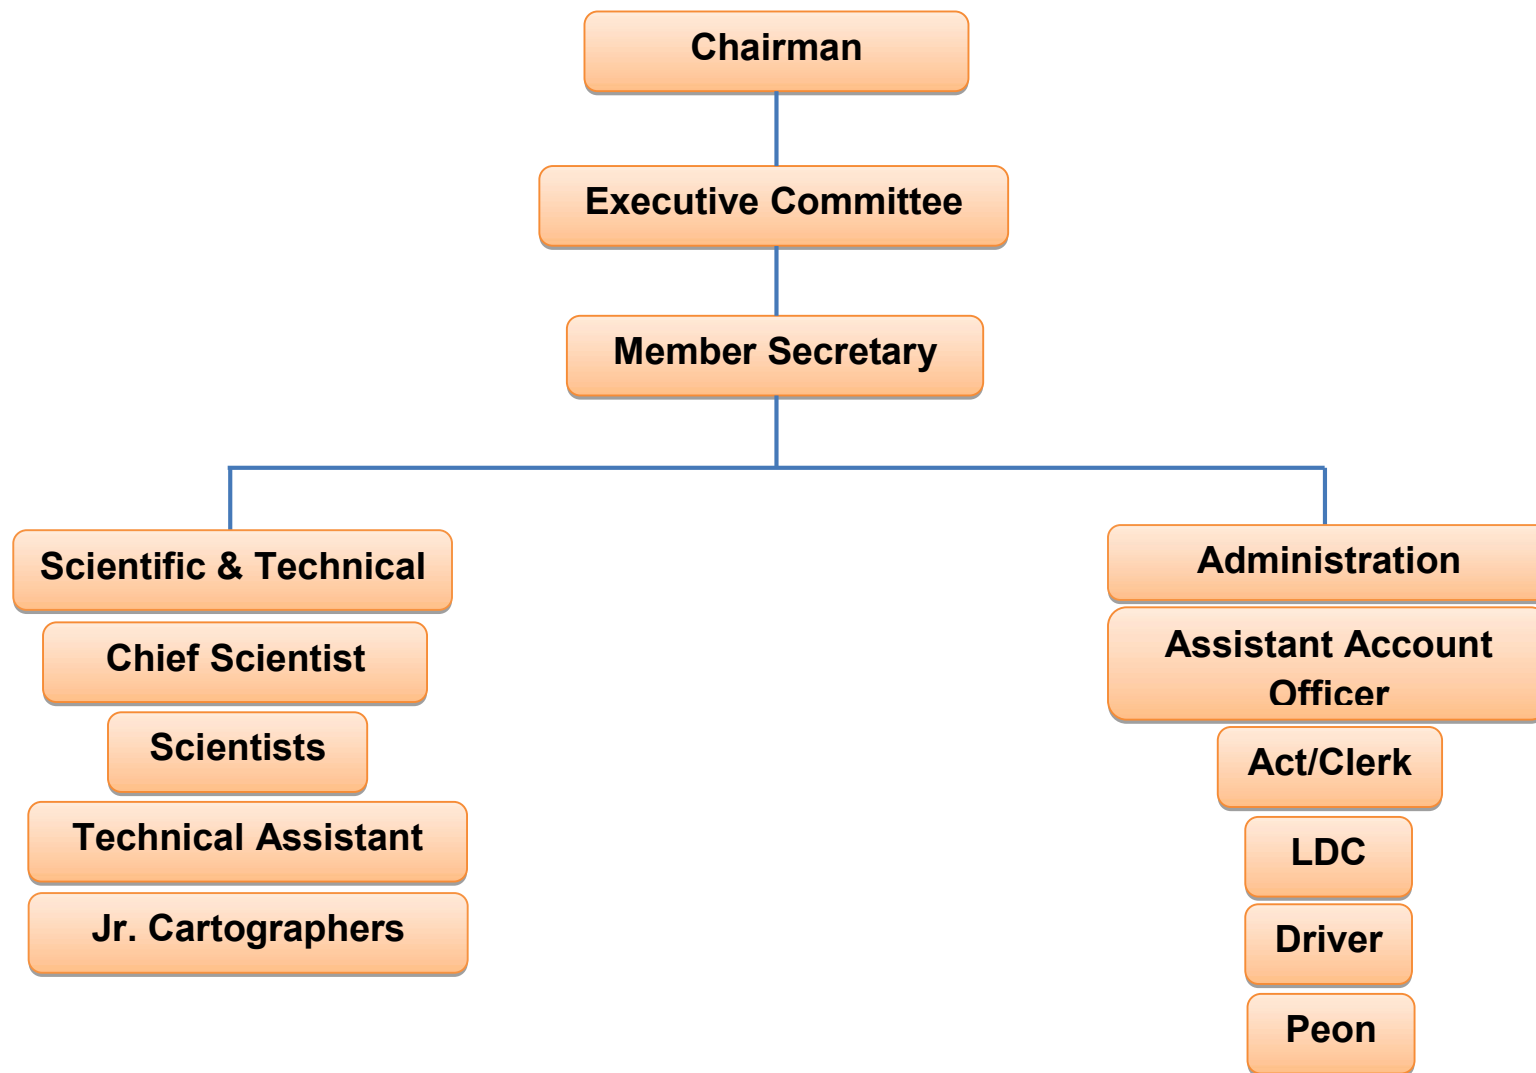 Chairman
Executive Committee
Member Secretary
Scientific & Technical
Chief Scientist
Scientists
Technical Assistant
Jr. Cartographers
Administration
Assistant Account
Officer
Act/Clerk
LDC
Driver
Peon